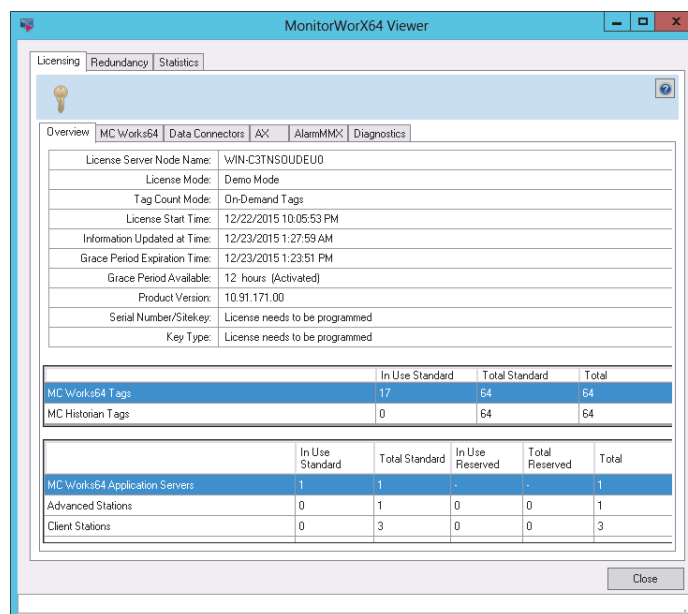 MonitorWorX64 Viewer
Licensing Redundancy Statistics
Overview MC Works64 Data Connectors AX AlarmMMX Diagnostics
License Server Node Name: WIN-C3TNSOUDEU0
License Mode: Demo Mode
Tag Count Mode: On-Demand Tags
License Start Time: 12/22/2015 10:05:53 PM
Information Updated at Time: 12/23/2015 1:27:59 AM
Grace Period Expiration Time: 12/23/2015 1:23:51 PM
Grace Period Available: 12 hours (Activated)
Product Version: 10.91.171.00
Serial Number/Sitekey: License needs to be programmed
Key Type: License needs to be programmed
In Use Standard Total Standard Total
MC Works64 Tags 17 64 64
MC Historian Tags 0 64 64
In Use Standard Total Standard In Use Reserved Total Reserved Total
MC Works64 Application Servers 1 1 - - 1
Advanced Stations 0 1 0 0 1
Client Stations 0 3 0 0 3
Close